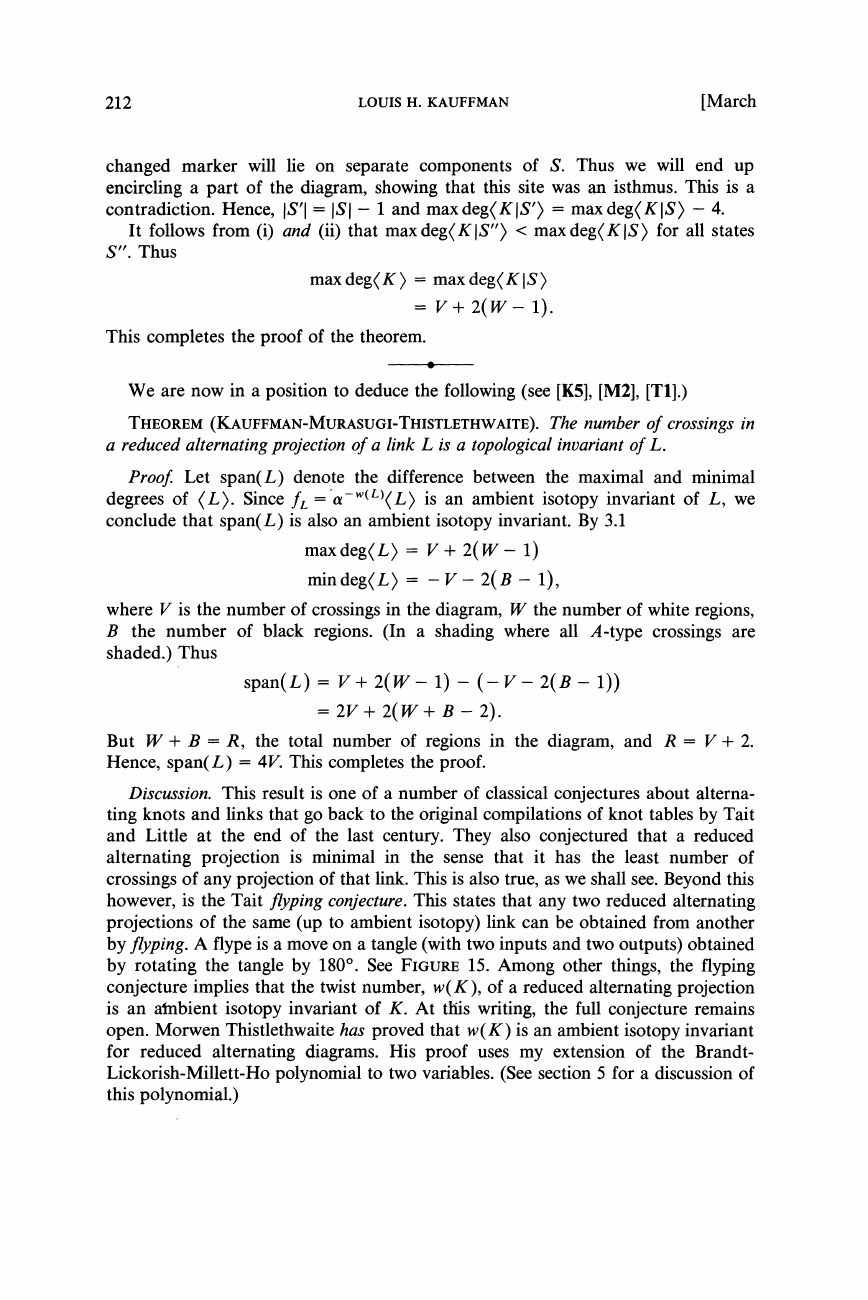 212 LOUIS H. KAUFFMAN [March
changed marker will lie on separate components of S. Thus we will end up
encircling a part of the diagram, showing that this site was an isthmus. This is a
contradiction. Hence, |S′| = |S| − 1 and max deg⟨K|S′⟩ = max deg⟨K|S⟩ − 4.
It follows from (i) and (ii) that max deg⟨K|S″⟩ < max deg⟨K|S⟩ for all states
S″. Thus
max deg⟨K⟩ = max deg⟨K|S⟩
= V + 2(W − 1).
This completes the proof of the theorem.
We are now in a position to deduce the following (see [K5], [M2], [T1].)
THEOREM (KAUFFMAN-MURASUGI-THISTLETHWAITE). The number of crossings in
a reduced alternating projection of a link L is a topological invariant of L.
Proof. Let span(L) denote the difference between the maximal and minimal
degrees of ⟨L⟩. Since f_L = α^{−w(L)}⟨L⟩ is an ambient isotopy invariant of L, we
conclude that span(L) is also an ambient isotopy invariant. By 3.1
max deg⟨L⟩ = V + 2(W − 1)
min deg⟨L⟩ = −V − 2(B − 1),
where V is the number of crossings in the diagram, W the number of white regions,
B the number of black regions. (In a shading where all A-type crossings are
shaded.) Thus
span(L) = V + 2(W − 1) − (−V − 2(B − 1))
= 2V + 2(W + B − 2).
But W + B = R, the total number of regions in the diagram, and R = V + 2.
Hence, span(L) = 4V. This completes the proof.
Discussion. This result is one of a number of classical conjectures about alterna-
ting knots and links that go back to the original compilations of knot tables by Tait
and Little at the end of the last century. They also conjectured that a reduced
alternating projection is minimal in the sense that it has the least number of
crossings of any projection of that link. This is also true, as we shall see. Beyond this
however, is the Tait flyping conjecture. This states that any two reduced alternating
projections of the same (up to ambient isotopy) link can be obtained from another
by flyping. A flype is a move on a tangle (with two inputs and two outputs) obtained
by rotating the tangle by 180°. See FIGURE 15. Among other things, the flyping
conjecture implies that the twist number, w(K), of a reduced alternating projection
is an ambient isotopy invariant of K. At this writing, the full conjecture remains
open. Morwen Thistlethwaite has proved that w(K) is an ambient isotopy invariant
for reduced alternating diagrams. His proof uses my extension of the Brandt-
Lickorish-Millett-Ho polynomial to two variables. (See section 5 for a discussion of
this polynomial.)